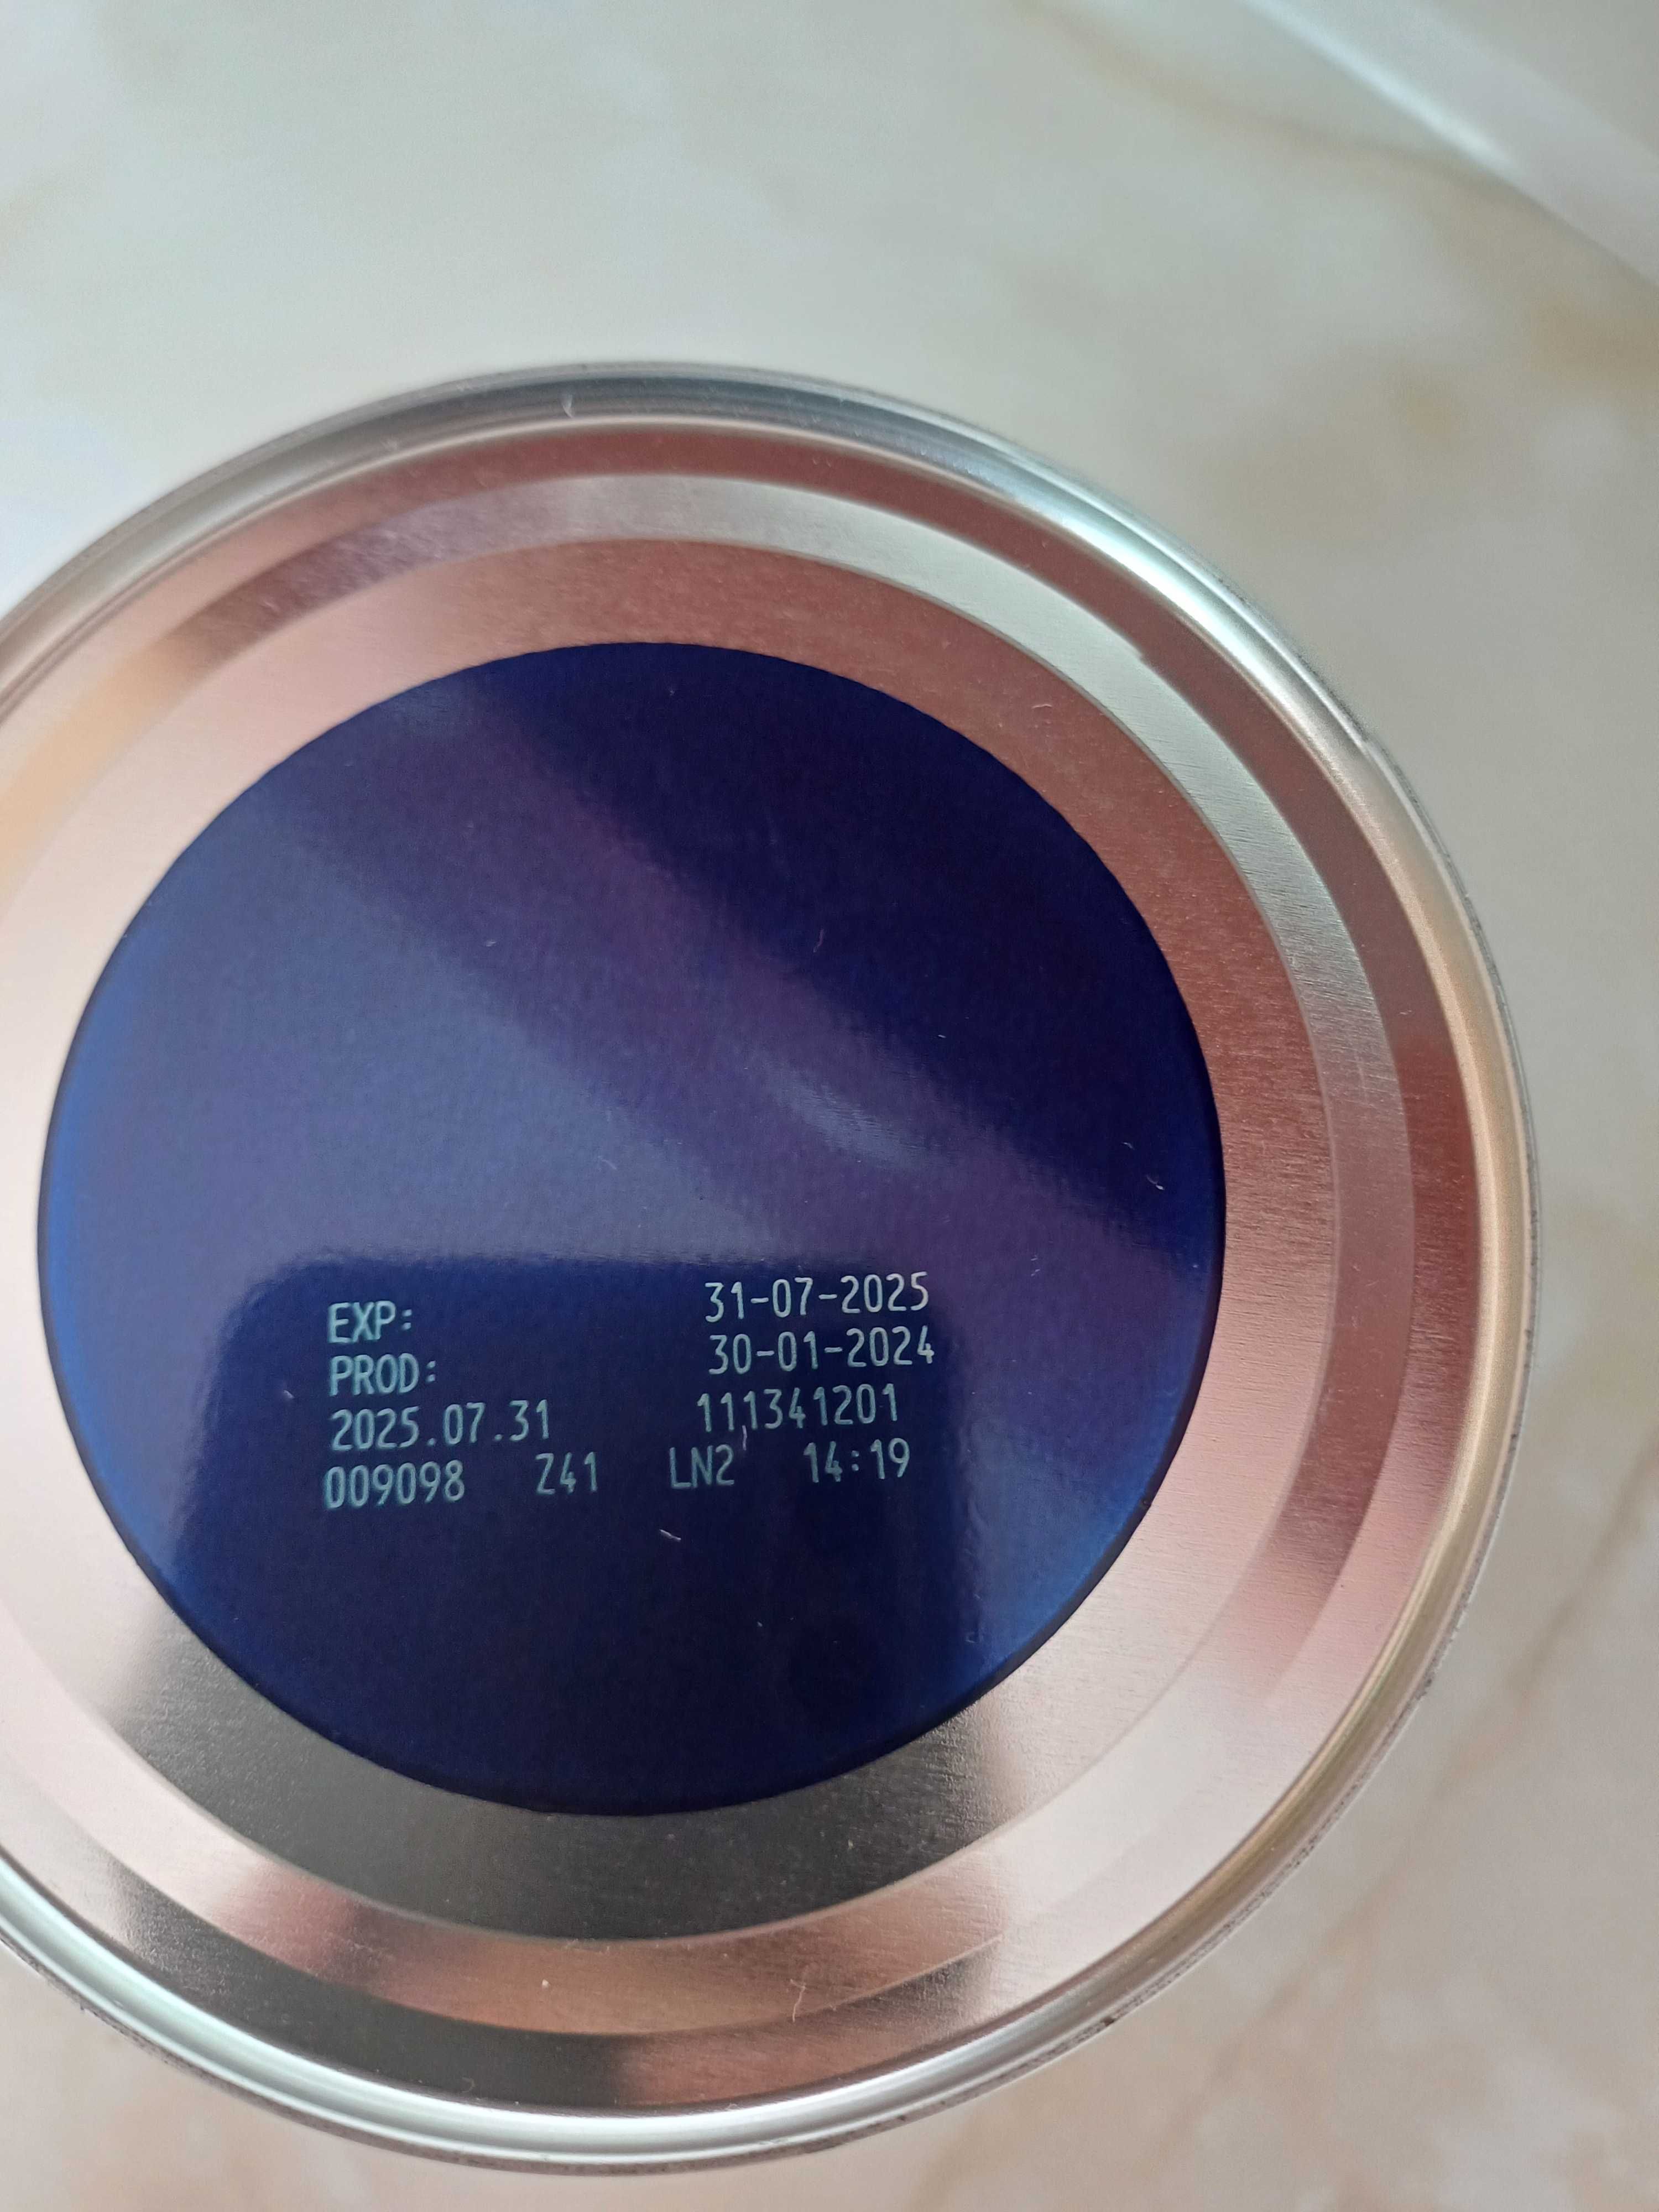 EXP: 31-07-2025
PROD: 30-01-2024
2025.07.31 111341201
009098 Z41 LN2 14:19